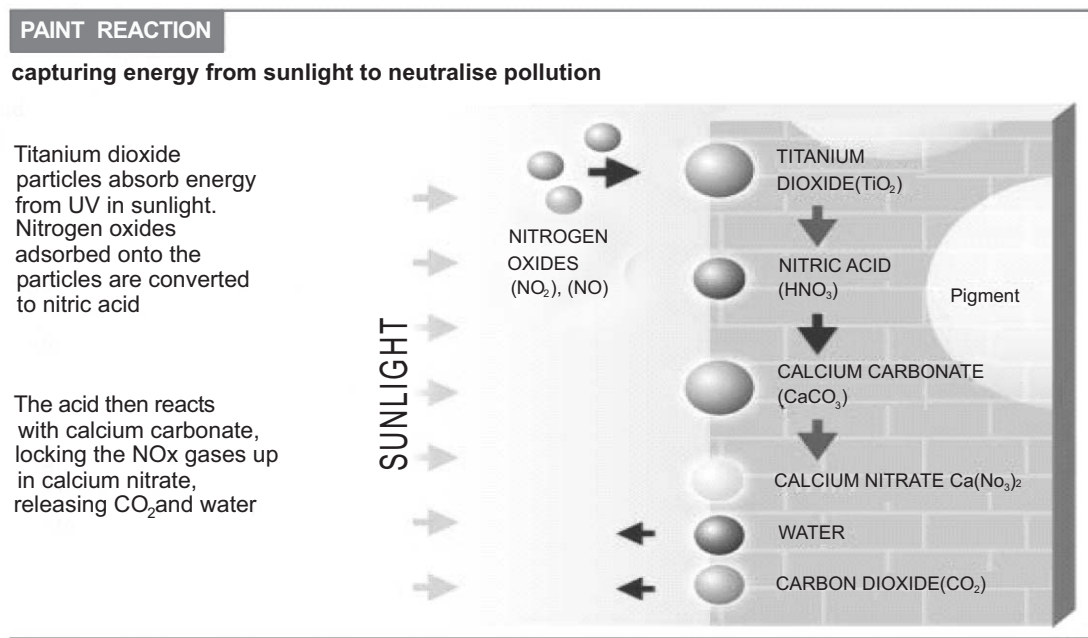 PAINT REACTION
capturing energy from sunlight to neutralise pollution
Titanium dioxide
particles absorb energy
from UV in sunlight.
Nitrogen oxides
adsorbed onto the
particles are converted
to nitric acid
The acid then reacts
with calcium carbonate,
locking the NOx gases up
in calcium nitrate,
releasing CO₂and water
SUNLIGHT
NITROGEN
OXIDES
(NO₂), (NO)
TITANIUM
DIOXIDE(TiO₂)
NITRIC ACID
(HNO₃)
CALCIUM CARBONATE
(CaCO₃)
CALCIUM NITRATE Ca(No₃)₂
WATER
CARBON DIOXIDE(CO₂)
Pigment